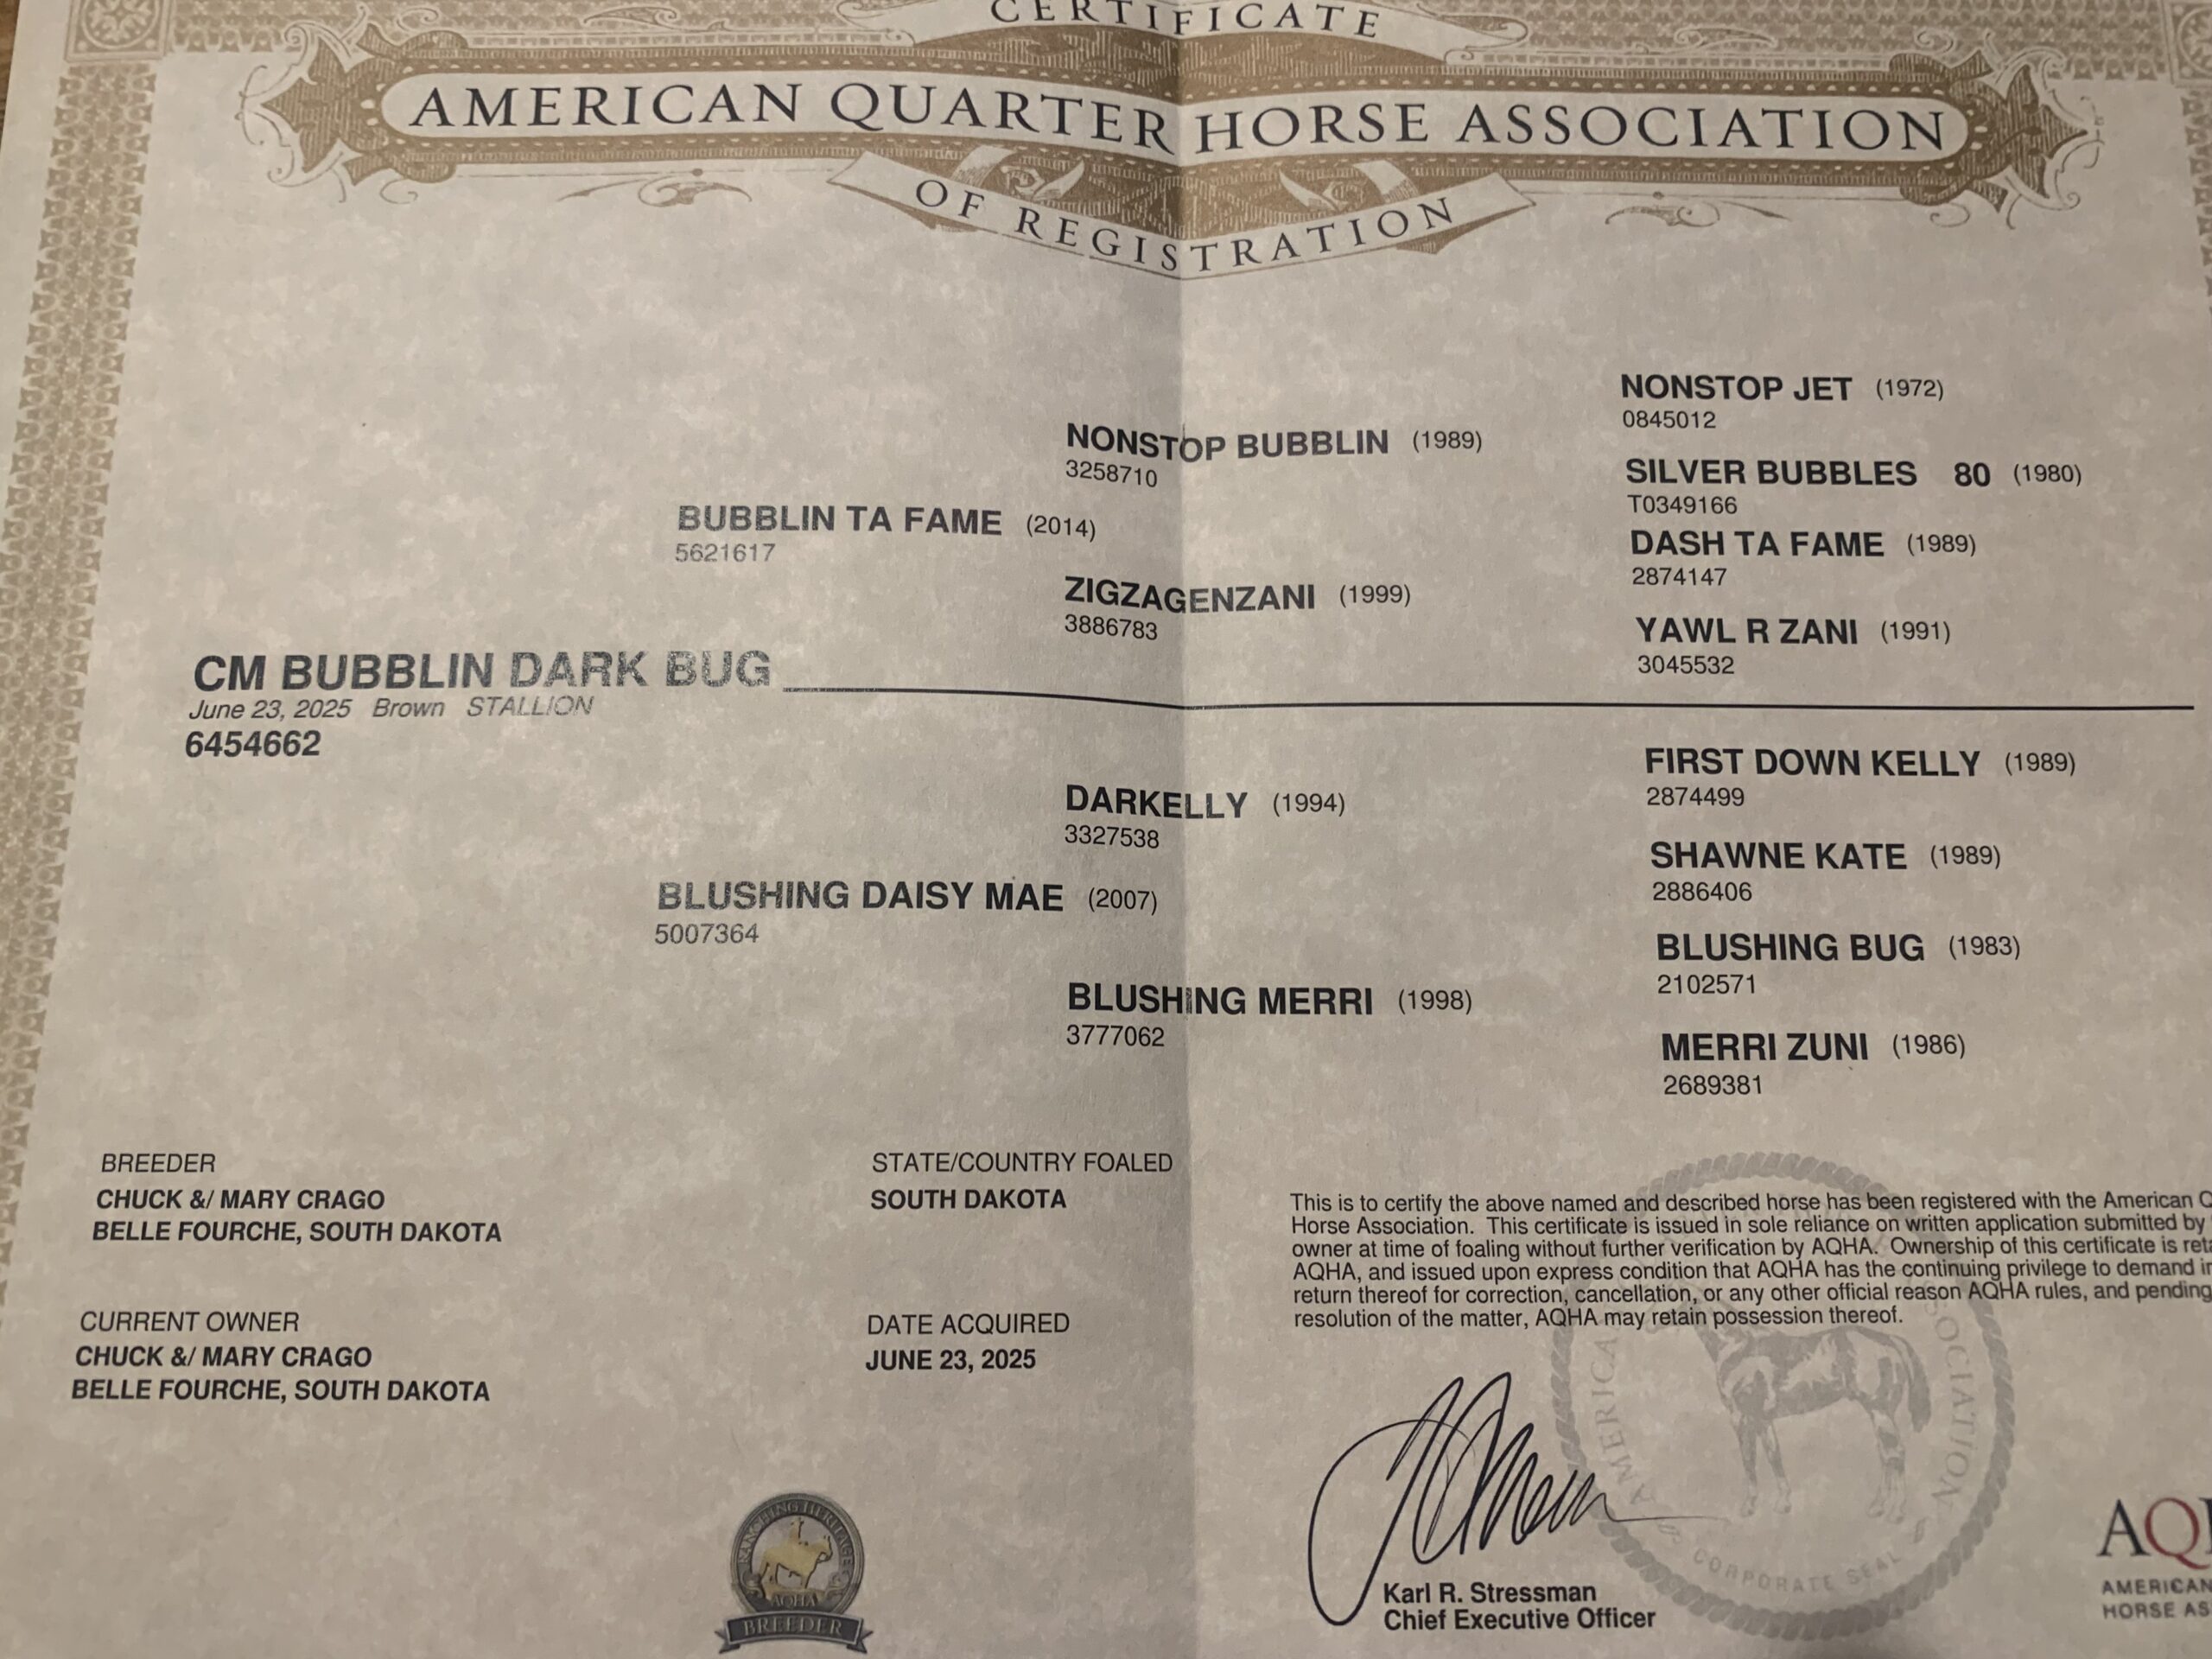 CERTIFICATE
AMERICAN QUARTER HORSE ASSOCIATION
OF REGISTRATION
NONSTOP JET (1972)
0845012
NONSTOP BUBBLIN (1989)
3258710
SILVER BUBBLES 80 (1980)
T0349166
BUBBLIN TA FAME (2014)
5621617
DASH TA FAME (1989)
2874147
ZIGZAGENZANI (1999)
3886783
YAWL R ZANI (1991)
3045532
CM BUBBLIN DARK BUG
June 23, 2025 Brown STALLION
6454662
FIRST DOWN KELLY (1989)
2874499
DARKELLY (1994)
3327538
SHAWNE KATE (1989)
2886406
BLUSHING DAISY MAE (2007)
5007364
BLUSHING BUG (1983)
2102571
BLUSHING MERRI (1998)
3777062
MERRI ZUNI (1986)
2689381
BREEDER
CHUCK &/ MARY CRAGO
BELLE FOURCHE, SOUTH DAKOTA
STATE/COUNTRY FOALED
SOUTH DAKOTA
CURRENT OWNER
CHUCK &/ MARY CRAGO
BELLE FOURCHE, SOUTH DAKOTA
DATE ACQUIRED
JUNE 23, 2025
This is to certify the above named and described horse has been registered with the American
Horse Association. This certificate is issued in sole reliance on written application submitted by
owner at time of foaling without further verification by AQHA. Ownership of this certificate is
AQHA, and issued upon express condition that AQHA has the continuing privilege to demand
return thereof for correction, cancellation, or any other official reason AQHA rules, and pending
resolution of the matter, AQHA may retain possession thereof.
Karl R. Stressman
Chief Executive Officer
RANCHING HERITAGE
AQHA
BREEDER
ASSOCIATION
CORPORATE SEAL
AMERICAN
HORSE